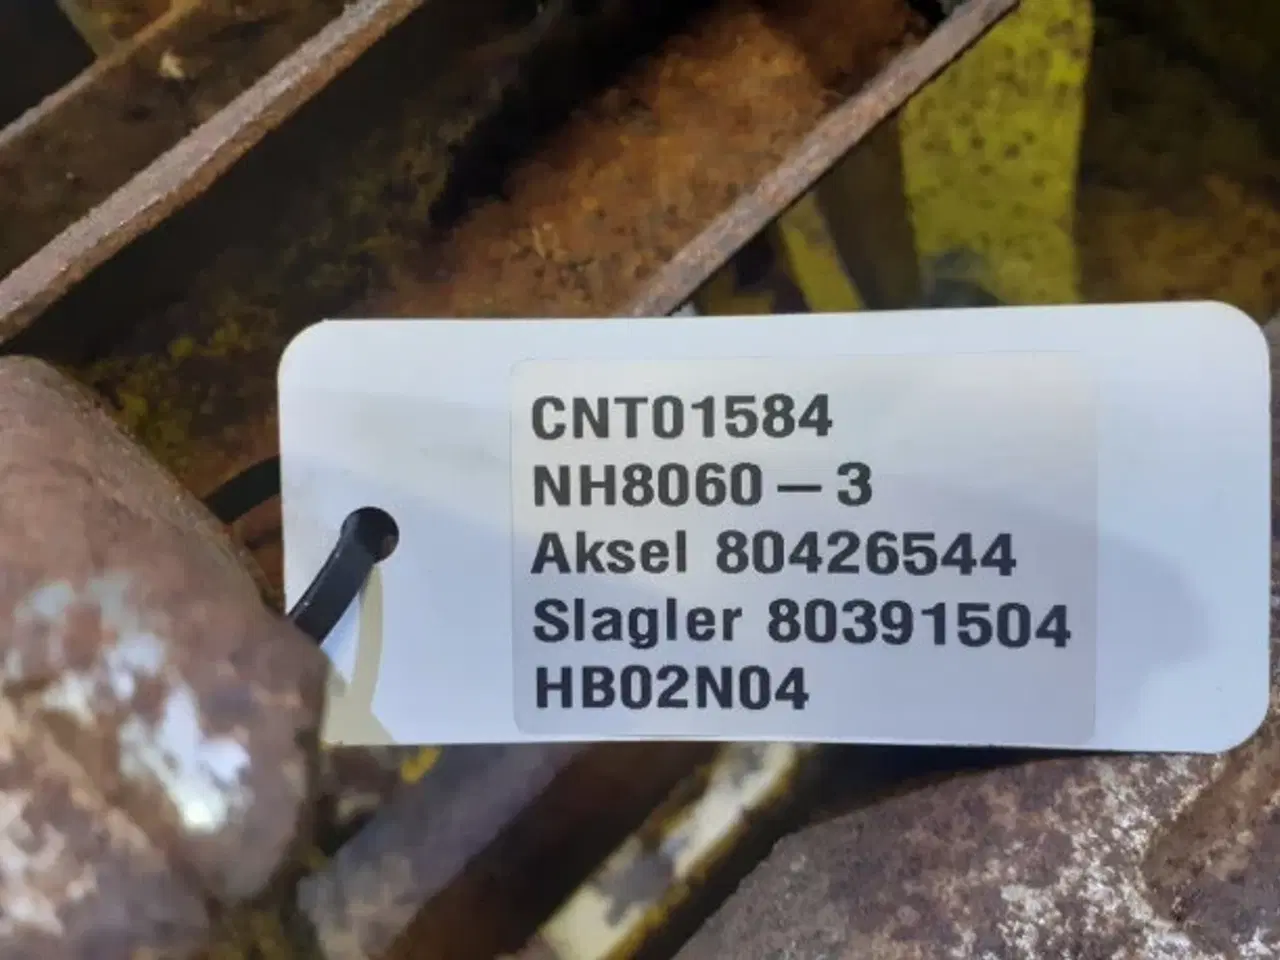 CNT01584
NH8060 – 3
Aksel 80426544
Slagler 80391504
HB02N04